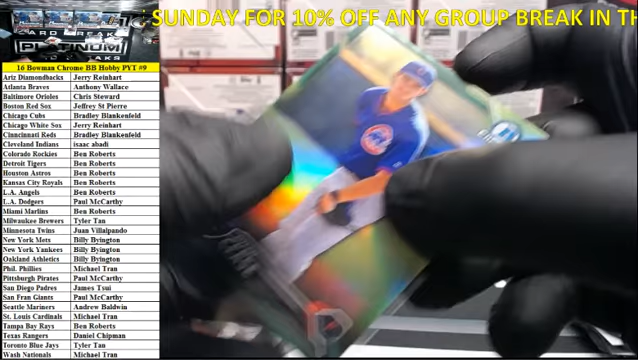 SUNDAY FOR 10% OFF ANY GROUP BREAK IN TH
CARD BREAKS
PLATINUM
16 Bowman Chrome BB Hobby PYT #9
Ariz Diamondbacks Jerry Reinhart
Atlanta Braves Anthony Wallace
Baltimore Orioles Chris Steward
Boston Red Sox Jeffrey St Pierre
Chicago Cubs Bradley Blankenfeld
Chicago White Sox Jerry Reinhart
Cinncinnati Reds Bradley Blankenfeld
Cleveland Indians isaac abadi
Colorado Rockies Ben Roberts
Detroit Tigers Ben Roberts
Houston Astros Ben Roberts
Kansas City Royals Ben Roberts
L.A. Angels Ben Roberts
L.A. Dodgers Paul McCarthy
Miami Marlins Ben Roberts
Milwaukee Brewers Tyler Tan
Minnesota Twins Juan Villalpando
New York Mets Billy Byington
New York Yankees Billy Byington
Oakland Athletics Billy Byington
Phil. Phillies Michael Tran
Pittsburgh Pirates Paul McCarthy
San Diego Padres James Tsui
San Fran Giants Paul McCarthy
Seattle Mariners Andrew Baldwin
St. Louis Cardinals Michael Tran
Tampa Bay Rays Ben Roberts
Texas Rangers Daniel Chipman
Toronto Blue Jays Tyler Tan
Wash Nationals Michael Tran